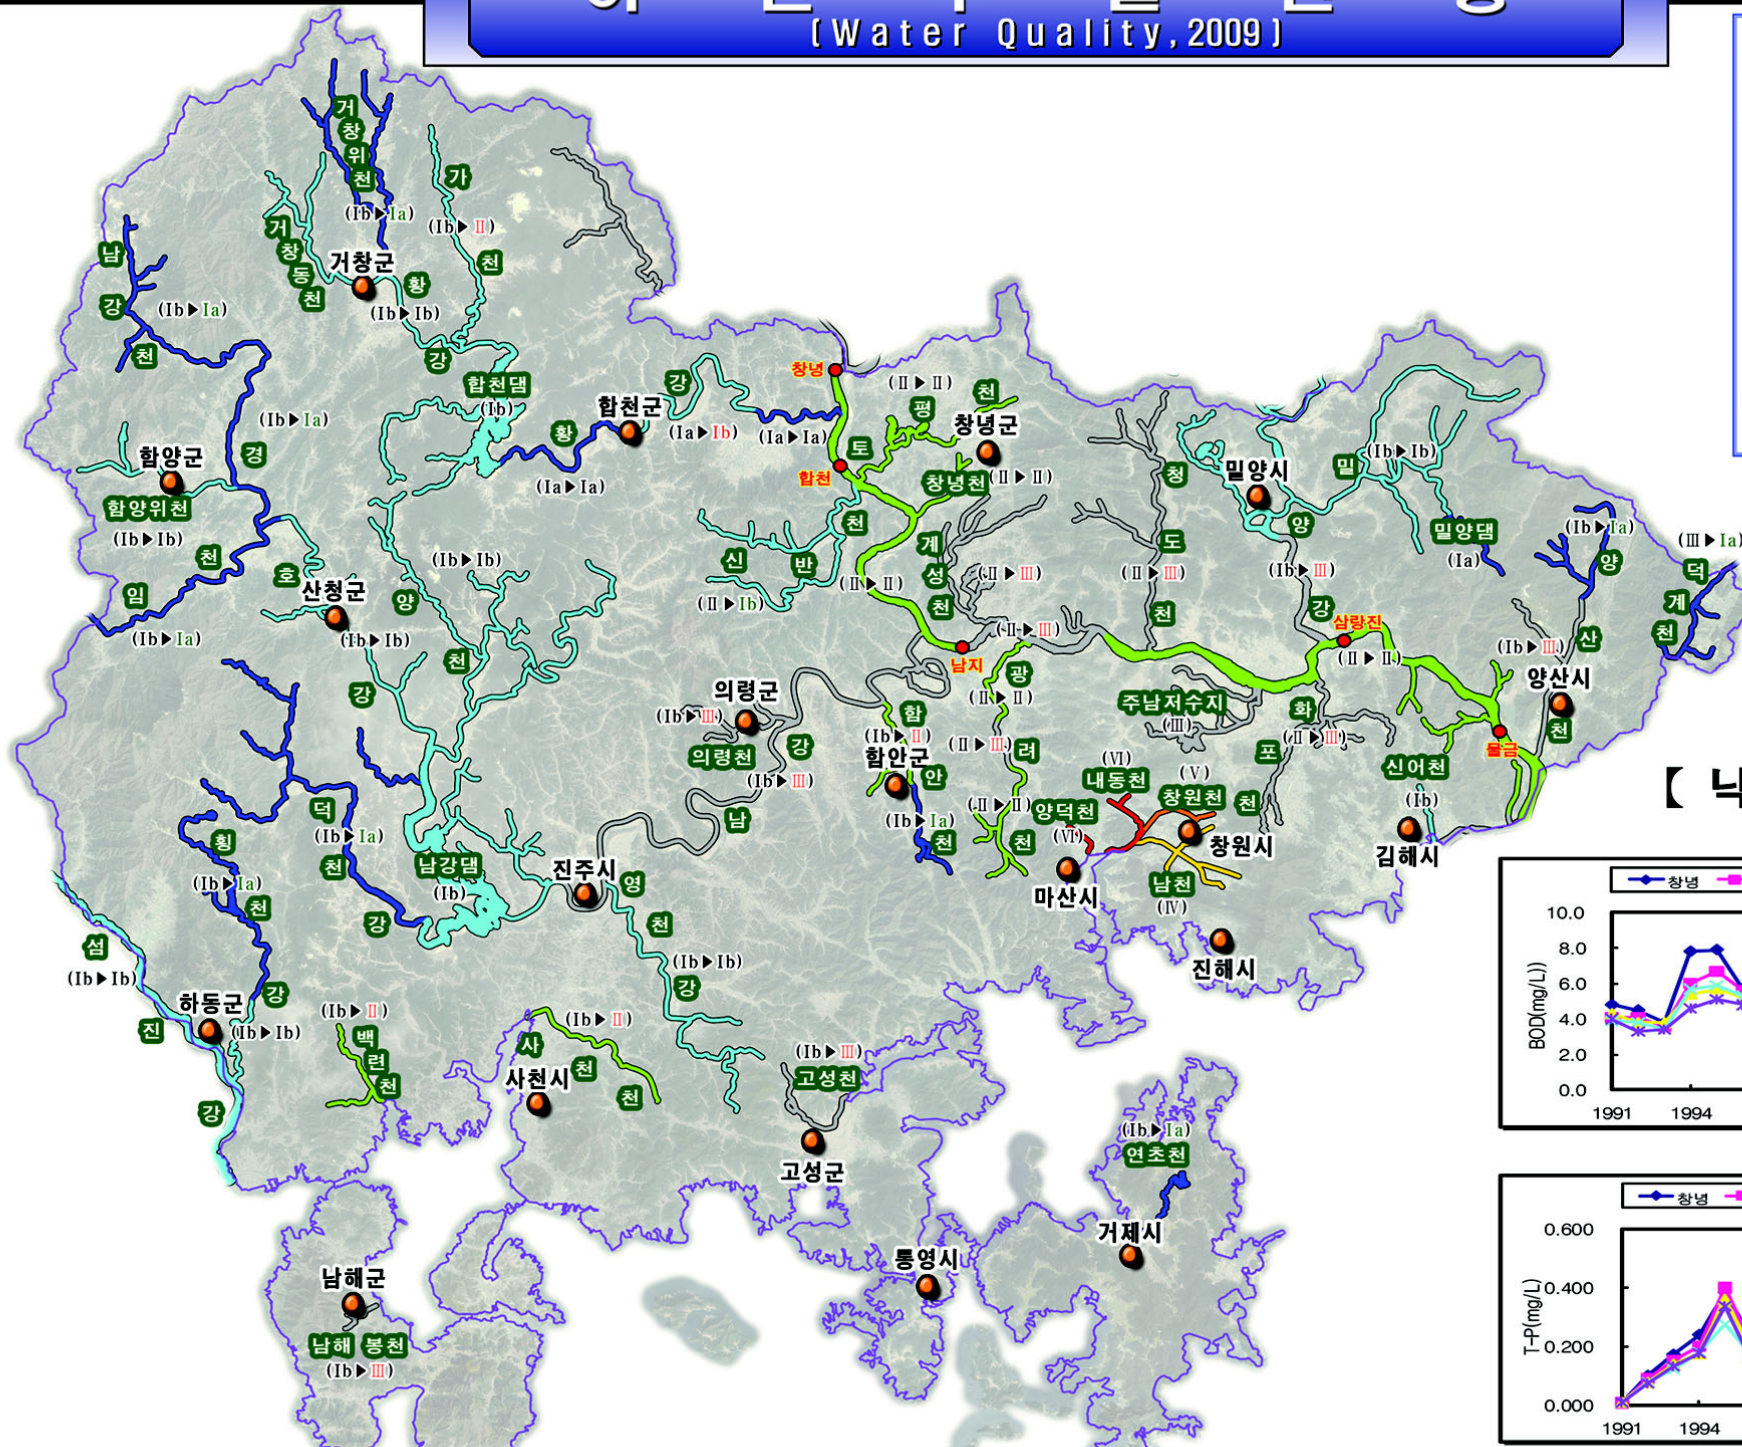 (Water Quality,2009)
거창위천
(Ib▶Ia)
가천
(Ib▶Ⅱ)
거창동천
거창군
황강
(Ib▶Ib)
남강천
(Ib▶Ia)
합천댐
(Ib)
합천군
황강
(Ia▶Ib)
(Ia▶Ia)
(Ia▶Ia)
창녕
합천
(Ⅱ▶Ⅱ)
토평천
창녕군
창녕천
(Ⅱ▶Ⅱ)
(Ib▶Ia)
함양군
함양위천
(Ib▶Ib)
경호강
임천
(Ib▶Ia)
산청군
(Ib▶Ib)
(Ib▶Ib)
양천
신반천
(Ⅱ▶Ib)
(Ⅱ▶Ⅱ)
계성천
(Ⅱ▶Ⅲ)
청도천
(Ⅱ▶Ⅲ)
밀양시
밀양강
(Ib▶Ib)
밀양댐
(Ia)
(Ib▶Ⅲ)
(Ib▶Ia)
양산천
(Ib▶Ⅲ)
양산시
(Ⅲ▶Ia)
덕계천
남지
(Ⅱ▶Ⅲ)
삼랑진
(Ⅱ▶Ⅱ)
물금
의령군
의령천
(Ib▶Ⅲ)
남강
(Ib▶Ⅲ)
함안군
함안천
(Ib▶Ⅱ)
(Ib▶Ia)
광려천
(Ⅱ▶Ⅱ)
(Ⅱ▶Ⅲ)
(Ⅱ▶Ⅱ)
주남저수지
(Ⅲ)
화포천
(Ⅱ▶Ⅲ)
신어천
(Ib)
김해시
(Ⅵ)
내동천
(Ⅴ)
창원천
양덕천
(Ⅵ)
창원시
마산시
남천
(Ⅳ)
진해시
【 낙
덕천강
(Ib▶Ia)
횡천강
(Ib▶Ia)
(Ib▶Ib)
남강댐
(Ib)
진주시
영천강
(Ib▶Ib)
섬진강
(Ib▶Ib)
하동군
백련천
(Ib▶Ⅱ)
사천천
(Ib▶Ⅱ)
사천시
(Ib▶Ⅲ)
고성천
고성군
(Ib▶Ia)
연초천
거제시
통영시
남해군
남해 봉천
(Ib▶Ⅲ)
창녕
BOD(mg/L))
10.0
8.0
6.0
4.0
2.0
0.0
1991 1994
창녕
T-P(mg/L)
0.600
0.400
0.200
0.000
1991 1994